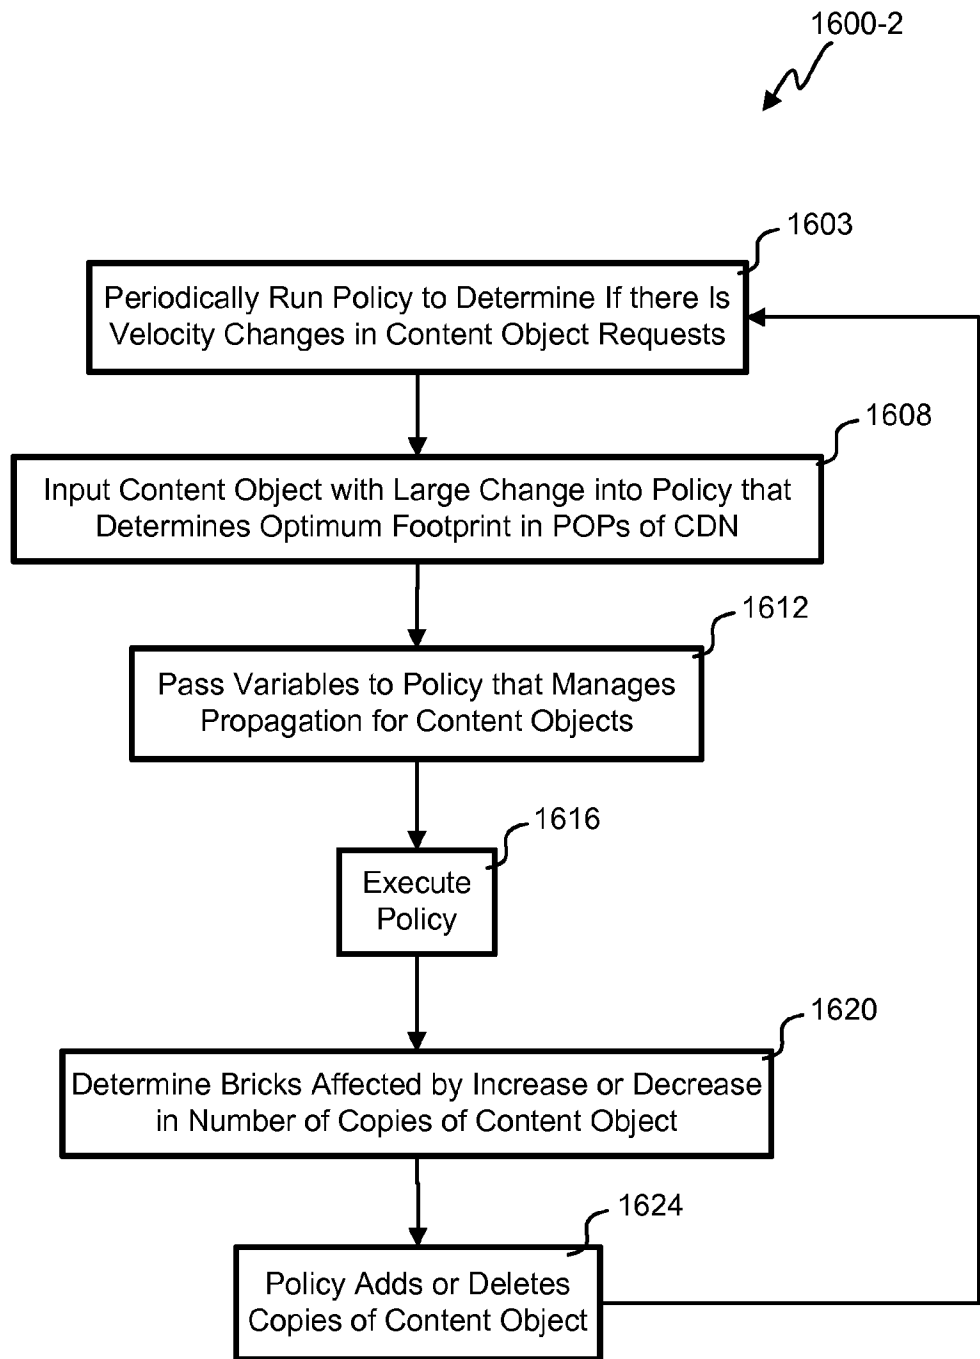 1600-2
1603
Periodically Run Policy to Determine If there Is
Velocity Changes in Content Object Requests
1608
Input Content Object with Large Change into Policy that
Determines Optimum Footprint in POPs of CDN
1612
Pass Variables to Policy that Manages
Propagation for Content Objects
1616
Execute
Policy
1620
Determine Bricks Affected by Increase or Decrease
in Number of Copies of Content Object
1624
Policy Adds or Deletes
Copies of Content Object